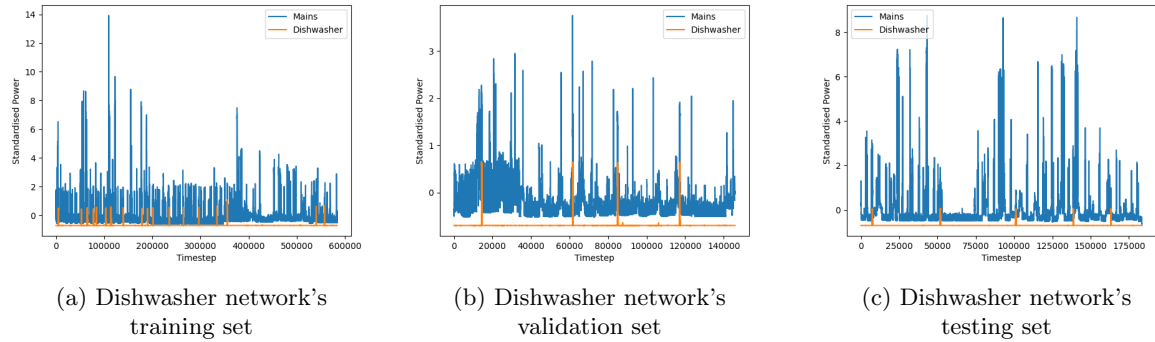 Mains
Dishwasher
14
12
10
8
6
4
2
0
Standardised Power
0
100000
200000
300000
400000
500000
600000
Timestep
(a) Dishwasher network's
training set
Mains
Dishwasher
3
2
1
0
Standardised Power
0
20000
40000
60000
80000
100000
120000
140000
Timestep
(b) Dishwasher network's
validation set
Mains
Dishwasher
8
6
4
2
0
Standardised Power
0
25000
50000
75000
100000
125000
150000
175000
Timestep
(c) Dishwasher network's
testing set